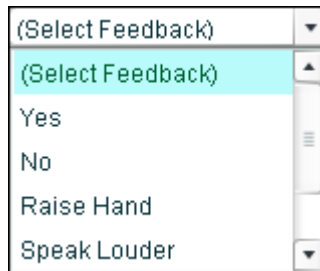 (Select Feedback)
(Select Feedback)
Yes
No
Raise Hand
Speak Louder